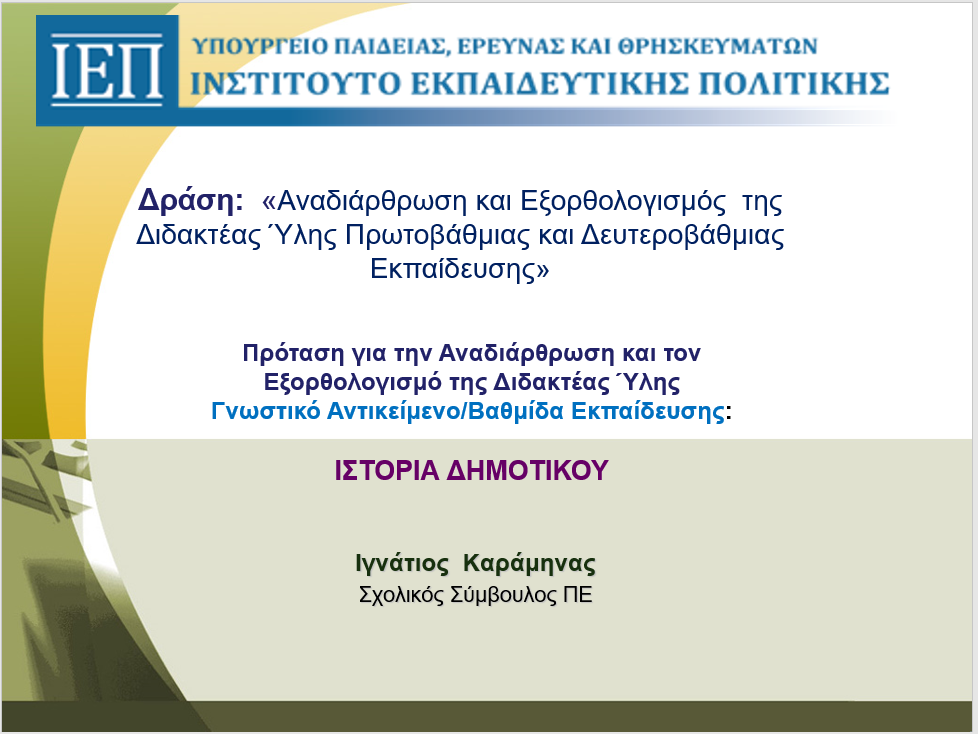 ΙΕΠ
ΥΠΟΥΡΓΕΙΟ ΠΑΙΔΕΙΑΣ, ΕΡΕΥΝΑΣ ΚΑΙ ΘΡΗΣΚΕΥΜΑΤΩΝ
ΙΝΣΤΙΤΟΥΤΟ ΕΚΠΑΙΔΕΥΤΙΚΗΣ ΠΟΛΙΤΙΚΗΣ
Δράση: «Αναδιάρθρωση και Εξορθολογισμός της
Διδακτέας Ύλης Πρωτοβάθμιας και Δευτεροβάθμιας
Εκπαίδευσης»
Πρόταση για την Αναδιάρθρωση και τον
Εξορθολογισμό της Διδακτέας Ύλης
Γνωστικό Αντικείμενο/Βαθμίδα Εκπαίδευσης:
ΙΣΤΟΡΙΑ ΔΗΜΟΤΙΚΟΥ
Ιγνάτιος Καράμηνας
Σχολικός Σύμβουλος ΠΕ